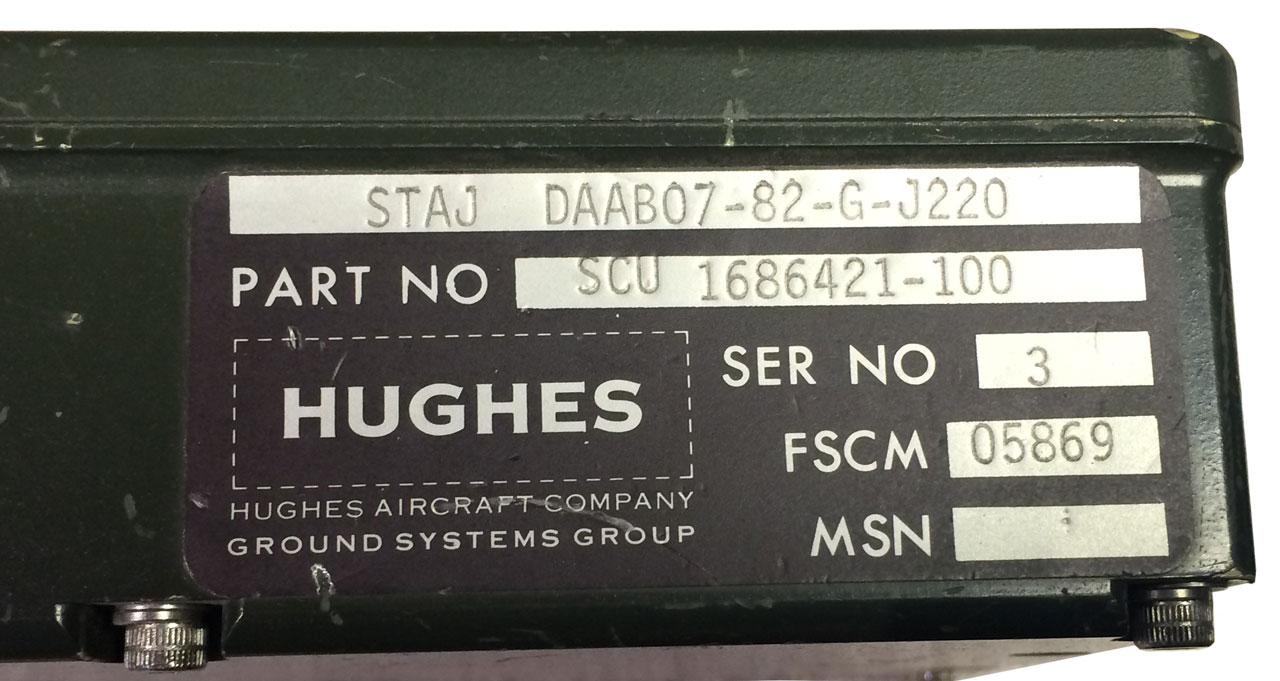 STAJ DAAB07-82-G-J220
PART NO SCU 1686421-100
HUGHES
HUGHES AIRCRAFT COMPANY
GROUND SYSTEMS GROUP
SER NO 3
FSCM 05869
MSN